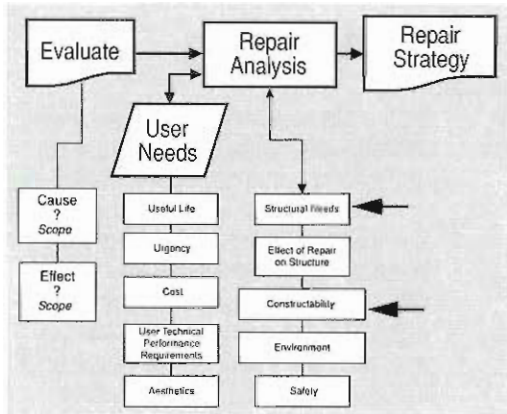 Evaluate
Repair
Analysis
Repair
Strategy
User
Needs
Cause
?
Scope
Effect
?
Scope
Useful Life
Urgency
Cost
User Technical
Performance
Requirements
Aesthetics
Structural Needs
Effect of Repair
on Structure
Constructability
Environment
Safety